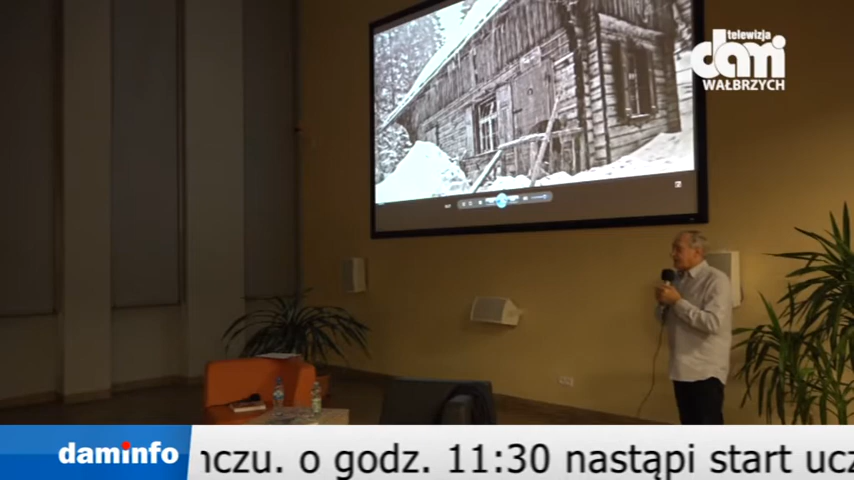 telewizja
dami
WAŁBRZYCH
daminfo
nczu. o godz. 11:30 nastąpi start ucz